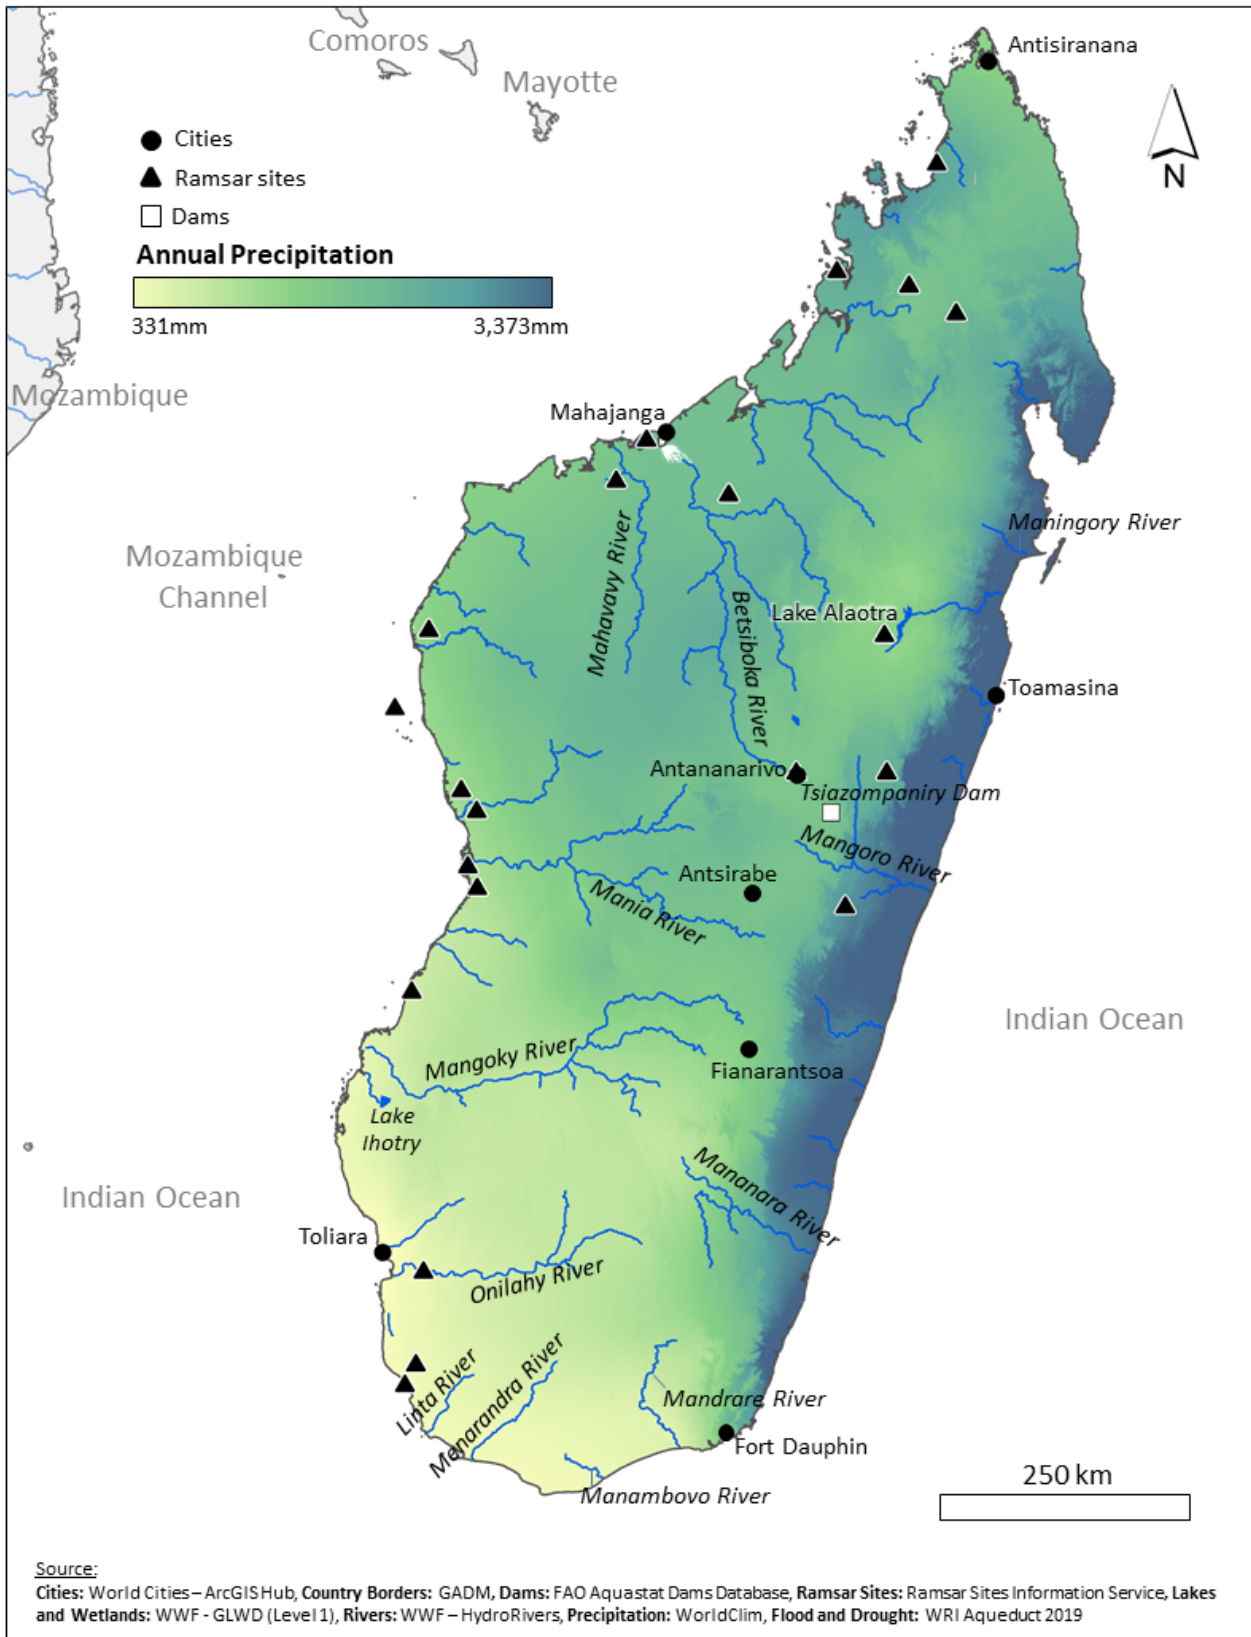 Comoros
Mayotte
Antisiranana
N
Cities
Ramsar sites
Dams
Annual Precipitation
331mm 3,373mm
Mozambique
Mahajanga
Maningory River
Mozambique
Channel
Mahavavy River
Betsiboka River
Lake Alaotra
Toamasina
Antananarivo
Tsiazompaniry Dam
Mangoro River
Antsirabe
Mania River
Indian Ocean
Mangoky River
Fianarantsoa
Lake
Ihotry
Mananara River
Indian Ocean
Toliara
Onilahy River
Linta River
Menarandra River
Mandrare River
Fort Dauphin
Manambovo River
250 km
Source:
Cities: World Cities – ArcGIS Hub, Country Borders: GADM, Dams: FAO Aquastat Dams Database, Ramsar Sites: Ramsar Sites Information Service, Lakes
and Wetlands: WWF - GLWD (Level 1), Rivers: WWF – HydroRivers, Precipitation: WorldClim, Flood and Drought: WRI Aqueduct 2019